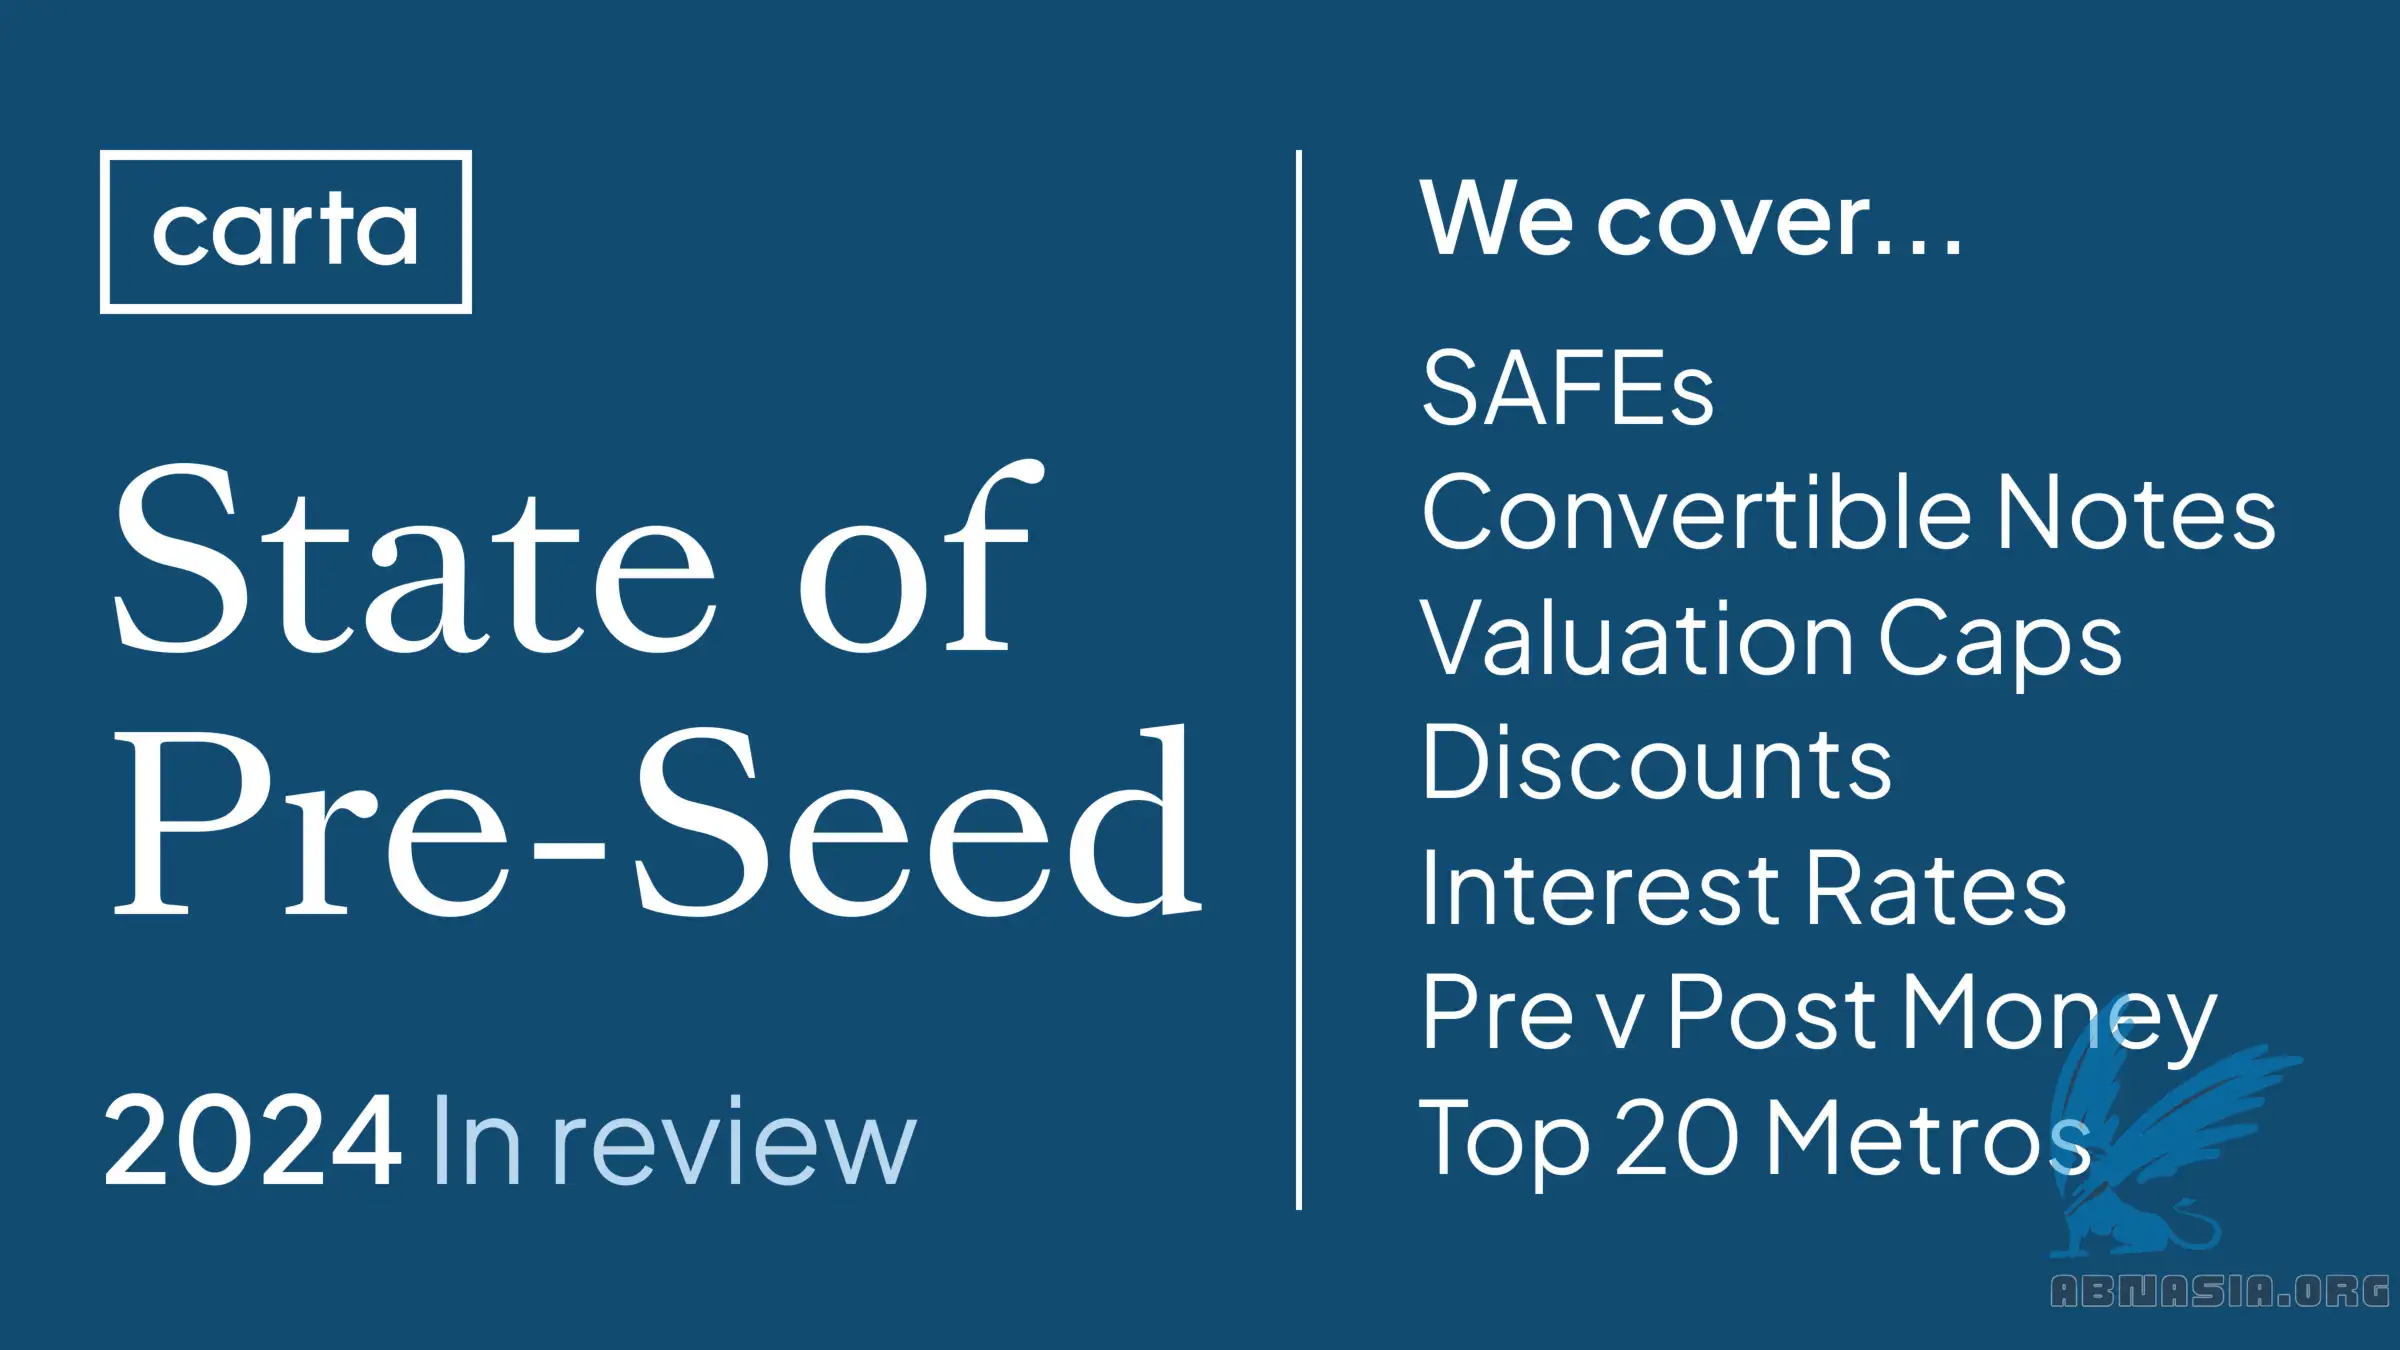 carta
State of
Pre-Seed
2024 In review
We cover...
SAFEs
Convertible Notes
Valuation Caps
Discounts
Interest Rates
Pre v Post Money
Top 20 Metros
ABNASIA.ORG